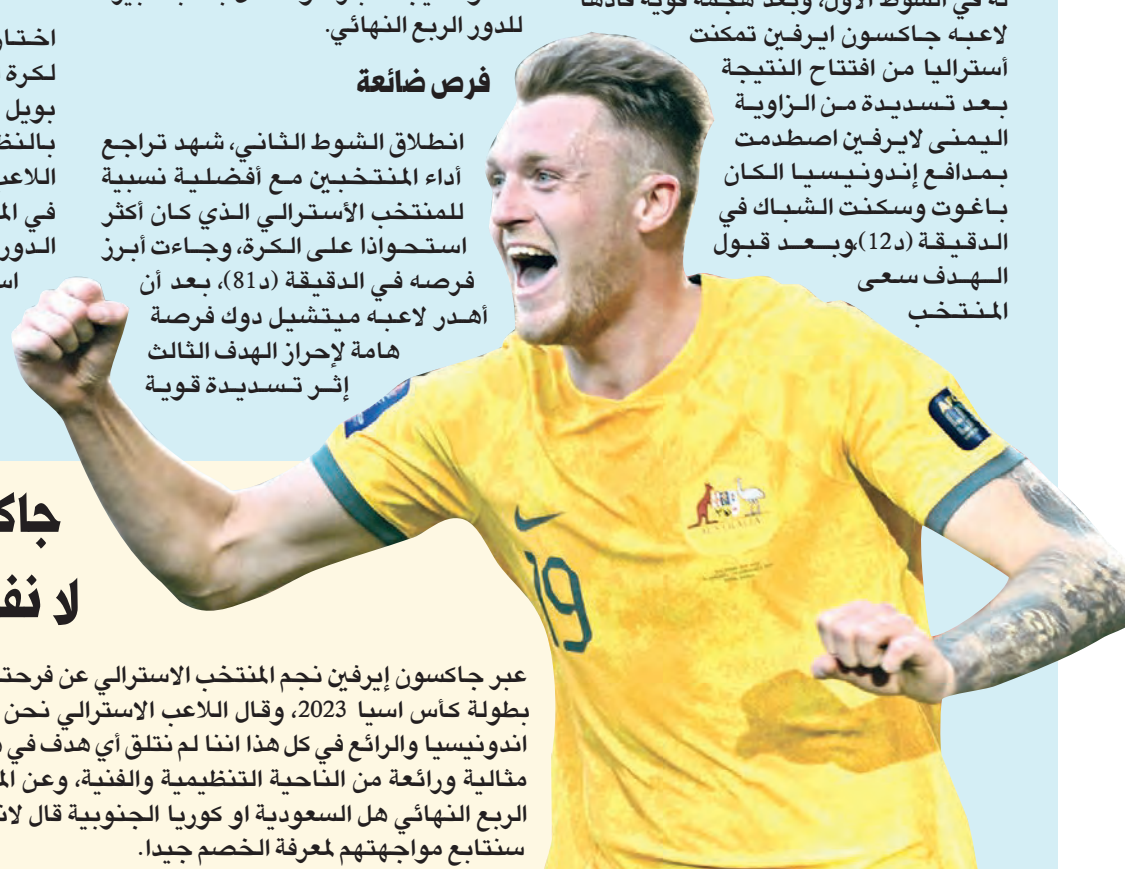 لاعبه جاكسون ايرفين تمكنت
أستراليا من افتتاح النتيجة
بعد تسديدة من الزاوية
اليمنى لايرفين اصطدمت
بمدافع إندونيسيا الكان
باغوت وسكنت الشباك في
الدقيقة (د12)،وبعد قبول
الهدف سعى
المنتخب
للدور الربع النهائي.
فرص ضائعة
انطلاق الشوط الثاني، شهد تراجع
أداء المنتخبين مع أفضلية نسبية
للمنتخب الأسترالي الذي كان أكثر
استحواذا على الكرة، وجاءت أبرز
فرصه في الدقيقة (د81)، بعد أن
أهدر لاعبه ميتشيل دوك فرصة
هامة لإحراز الهدف الثالث
إثر تسديدة قوية
لكرة
بويل
في
عبر جاكسون إيرفين نجم المنتخب الاسترالي عن
بطولة كأس اسيا 2023، وقال اللاعب الاسترالي نحن
اندونيسيا والرائع في كل هذا اننا لم نتلق أي هدف في
مثالية ورائعة من الناحية التنظيمية والفنية، وعن
الربع النهائي هل السعودية او كوريا الجنوبية قال
سنتابع مواجهتهم لمعرفة الخصم جيدا.
لا
19
AUSTRALIA